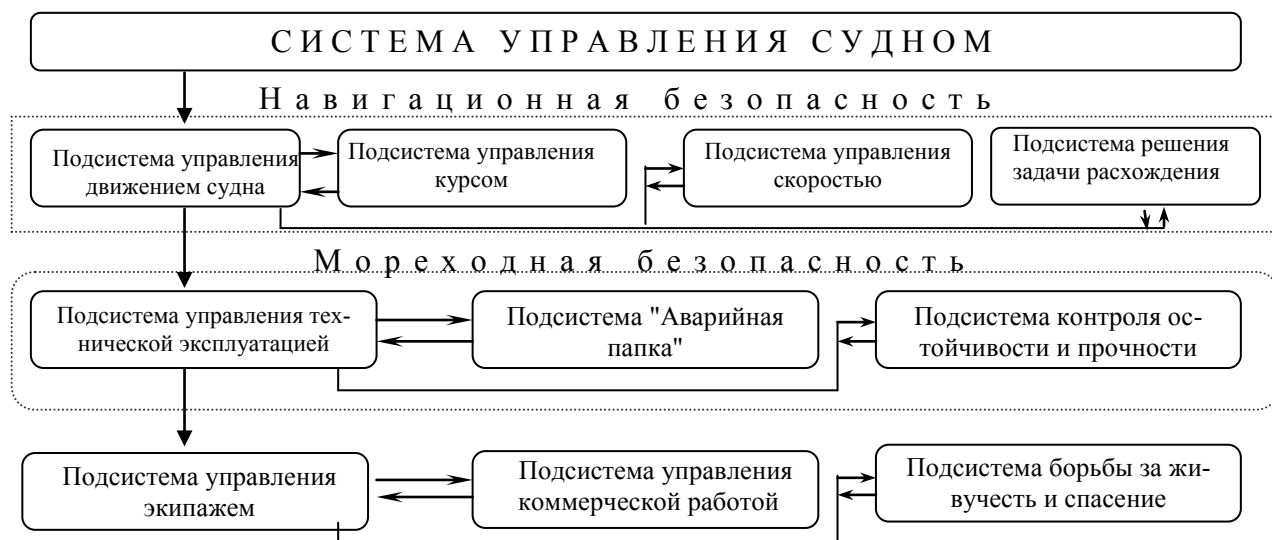 СИСТЕМА УПРАВЛЕНИЯ СУДНОМ
Навигационная безопасность
Подсистема управления
движением судна
Подсистема управления
курсом
Подсистема управления
скоростью
Подсистема решения
задачи расхождения
Мореходная безопасность
Подсистема управления тех-
нической эксплуатацией
Подсистема "Аварийная
папка"
Подсистема контроля ос-
тойчивости и прочности
Подсистема управления
экипажем
Подсистема управления
коммерческой работой
Подсистема борьбы за жи-
вучесть и спасение